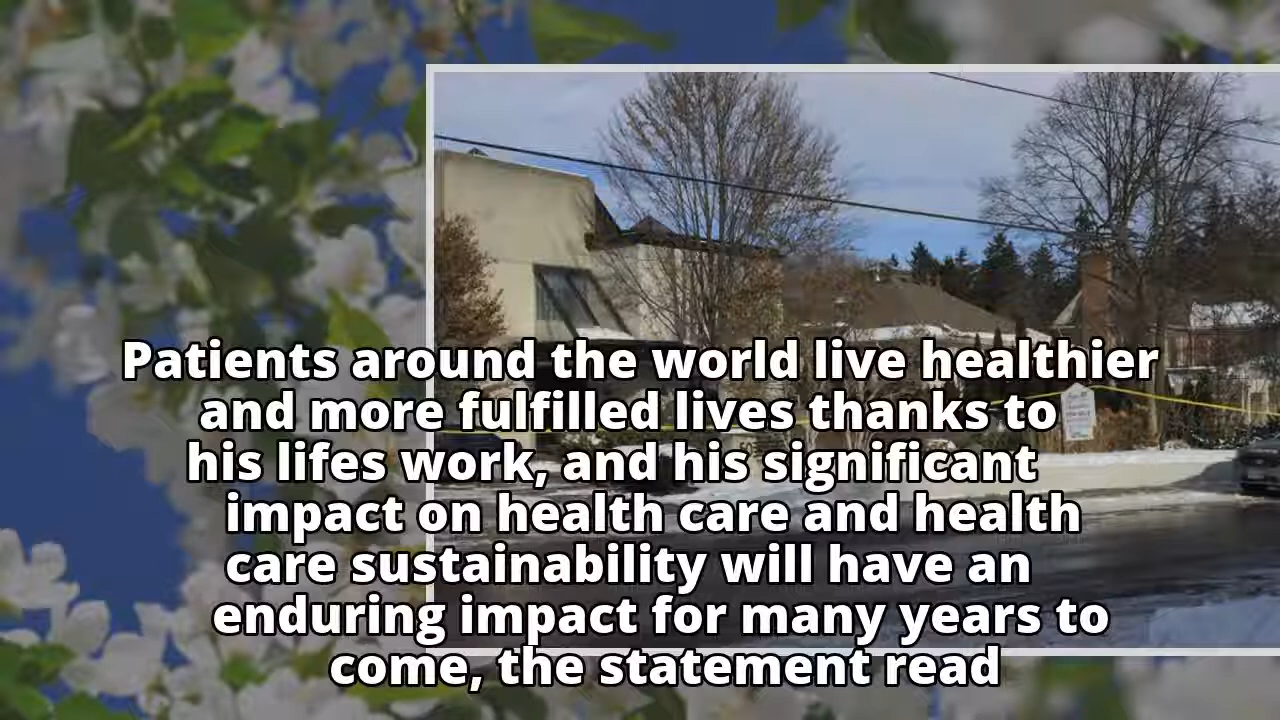 Patients around the world live healthier
and more fulfilled lives thanks to
his lifes work, and his significant
impact on health care and health
care sustainability will have an
enduring impact for many years to
come, the statement read